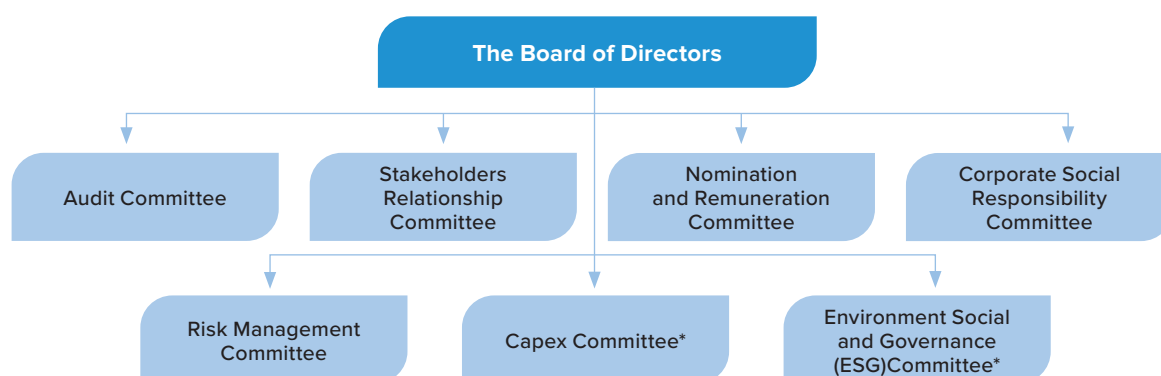 The Board of Directors
Audit Committee
Stakeholders
Relationship
Committee
Nomination
and Remuneration
Committee
Corporate Social
Responsibility
Committee
Risk Management
Committee
Capex Committee*
Environment Social
and Governance
(ESG)Committee*